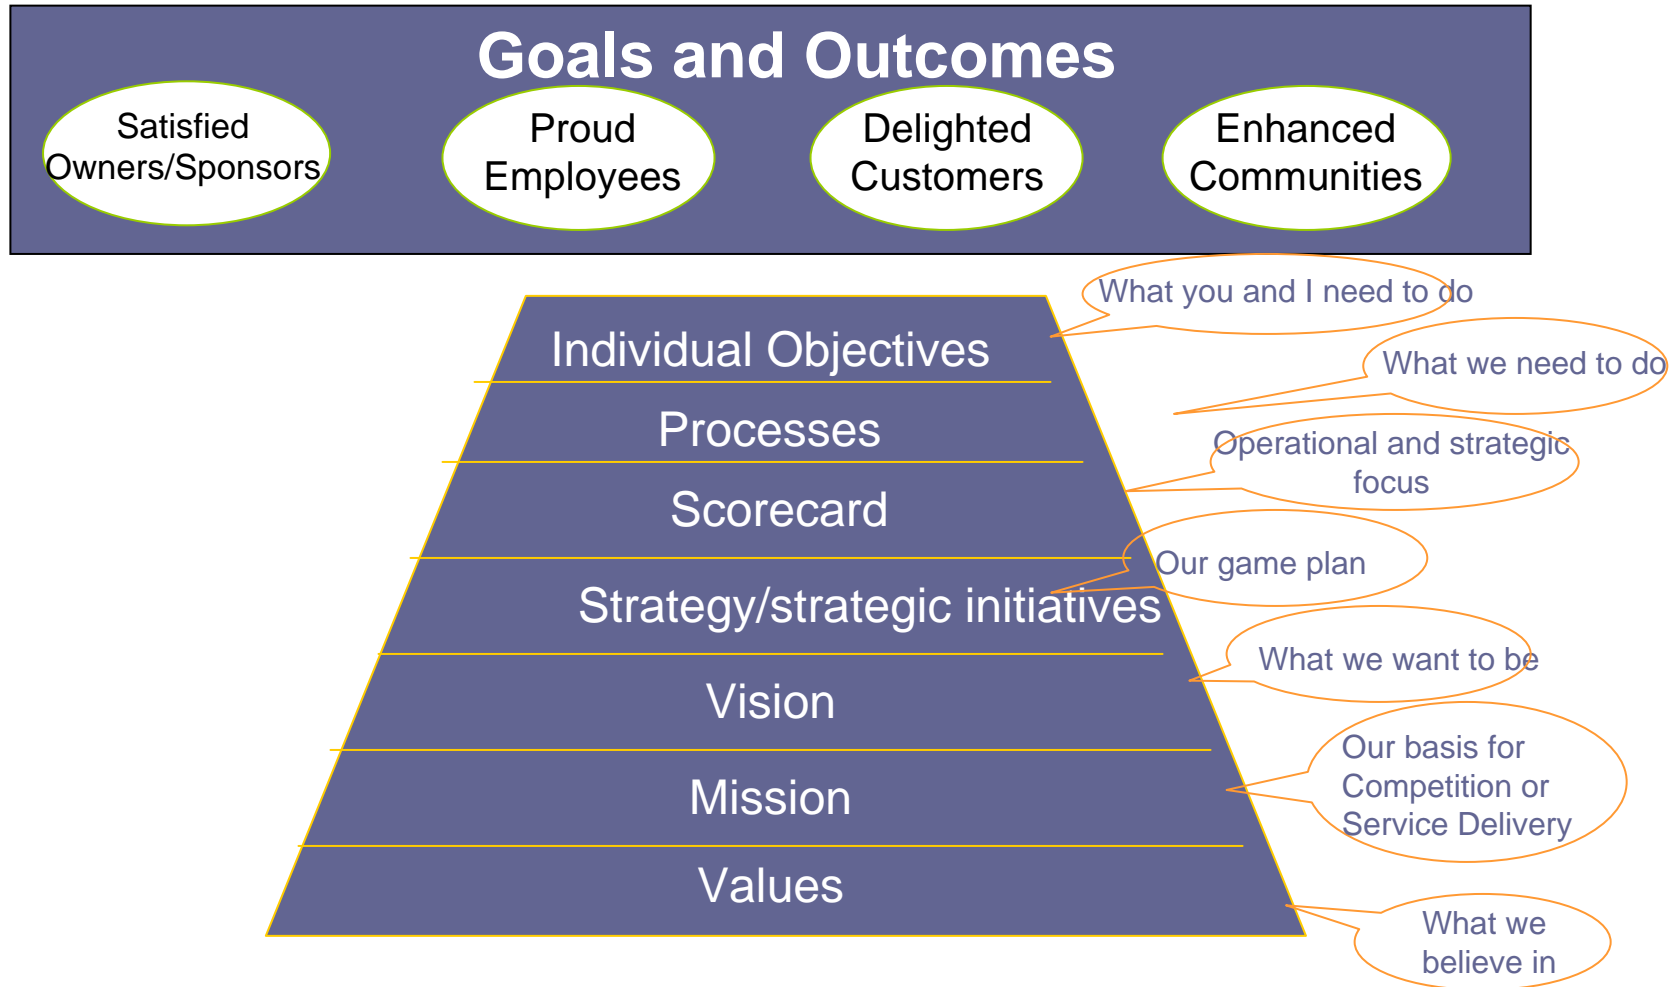 Goals and Outcomes
Satisfied
Owners/Sponsors
Proud
Employees
Delighted
Customers
Enhanced
Communities
What you and I need to do
Individual Objectives
What we need to do
Processes
Operational and strategic
focus
Scorecard
Our game plan
Strategy/strategic initiatives
What we want to be
Vision
Our basis for
Competition or
Service Delivery
Mission
Values
What we
believe in